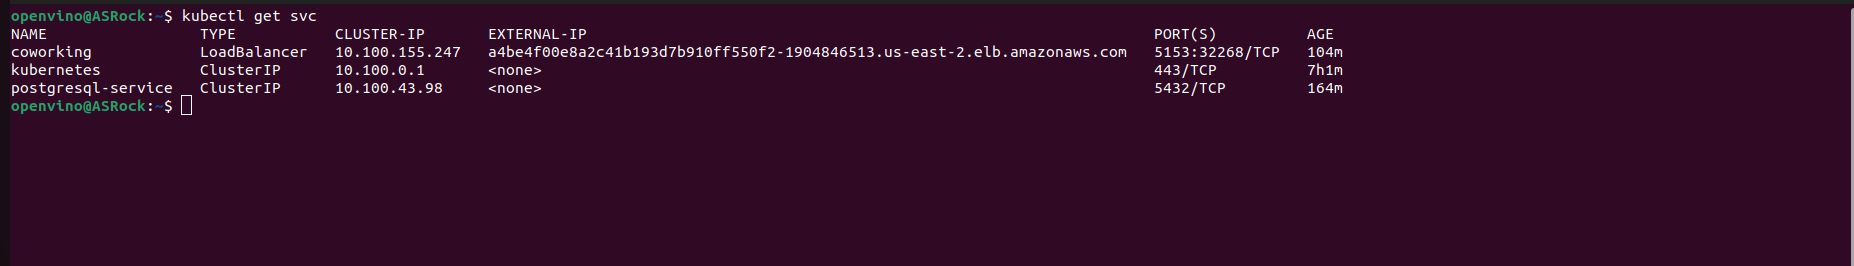 openvino@ASRock:~$ kubectl get svc
NAME                 TYPE           CLUSTER-IP       EXTERNAL-IP                                                               PORT(S)          AGE
coworking            LoadBalancer   10.100.155.247   a4be4f00e8a2c41b193d7b910ff550f2-1904846513.us-east-2.elb.amazonaws.com   5153:32268/TCP   104m
kubernetes           ClusterIP      10.100.0.1       <none>                                                                    443/TCP          7h1m
postgresql-service   ClusterIP      10.100.43.98     <none>                                                                    5432/TCP         164m
openvino@ASRock:~$